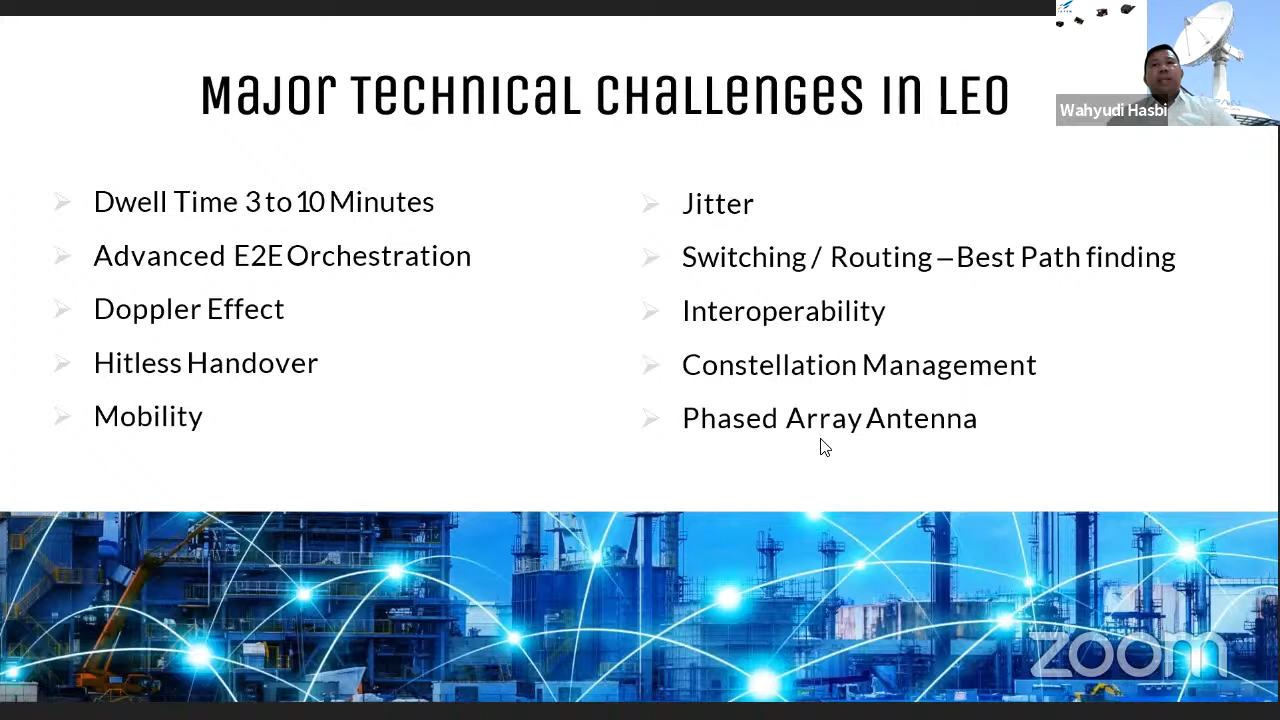 Major Technical Challenges in LEO
Wahyudi Hasbi
Dwell Time 3 to 10 Minutes
Advanced E2E Orchestration
Doppler Effect
Hitless Handover
Mobility
Jitter
Switching / Routing – Best Path finding
Interoperability
Constellation Management
Phased Array Antenna
zoom